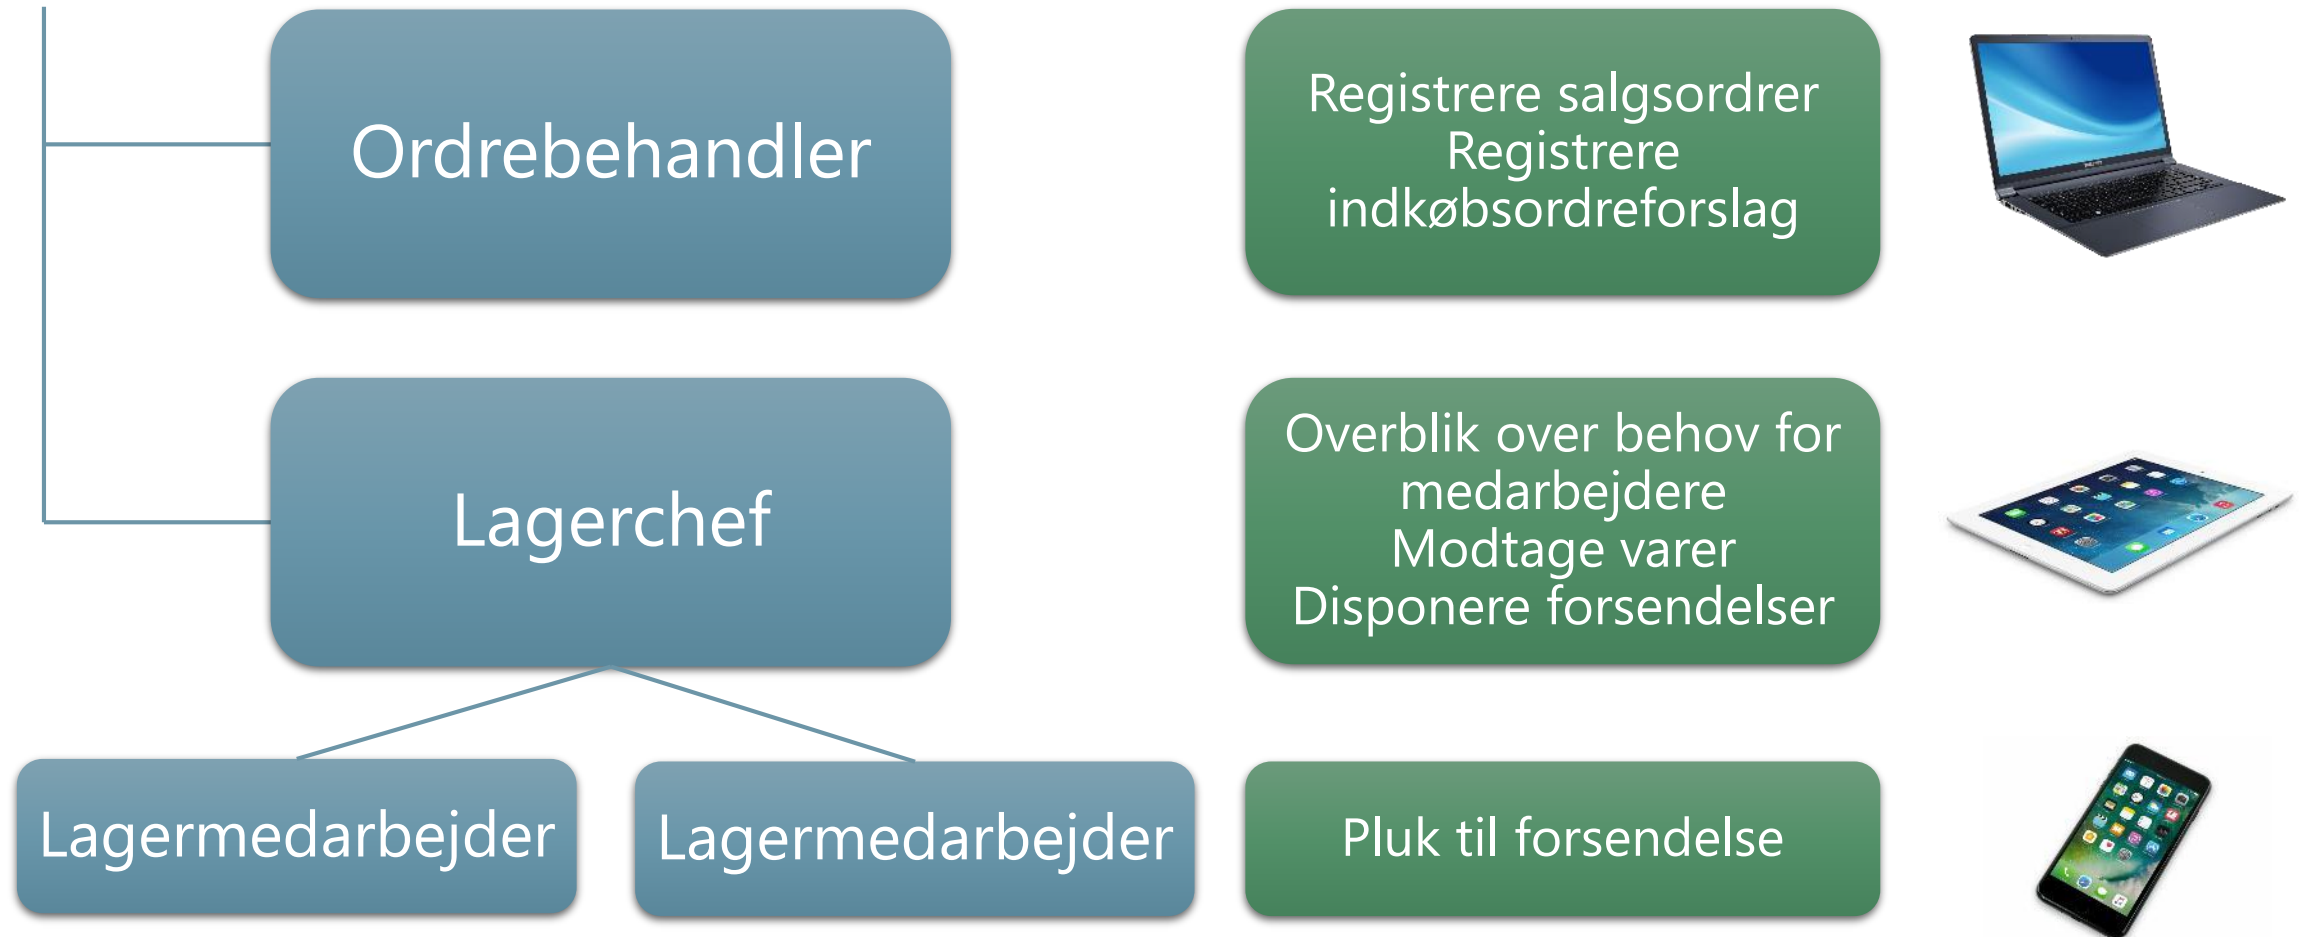 Ordrebehandler
Registrere salgsordrer
Registrere
indkøbsordreforslag
Lagerchef
Overblik over behov for
medarbejdere
Modtage varer
Disponere forsendelser
Lagermedarbejder
Lagermedarbejder
Pluk til forsendelse